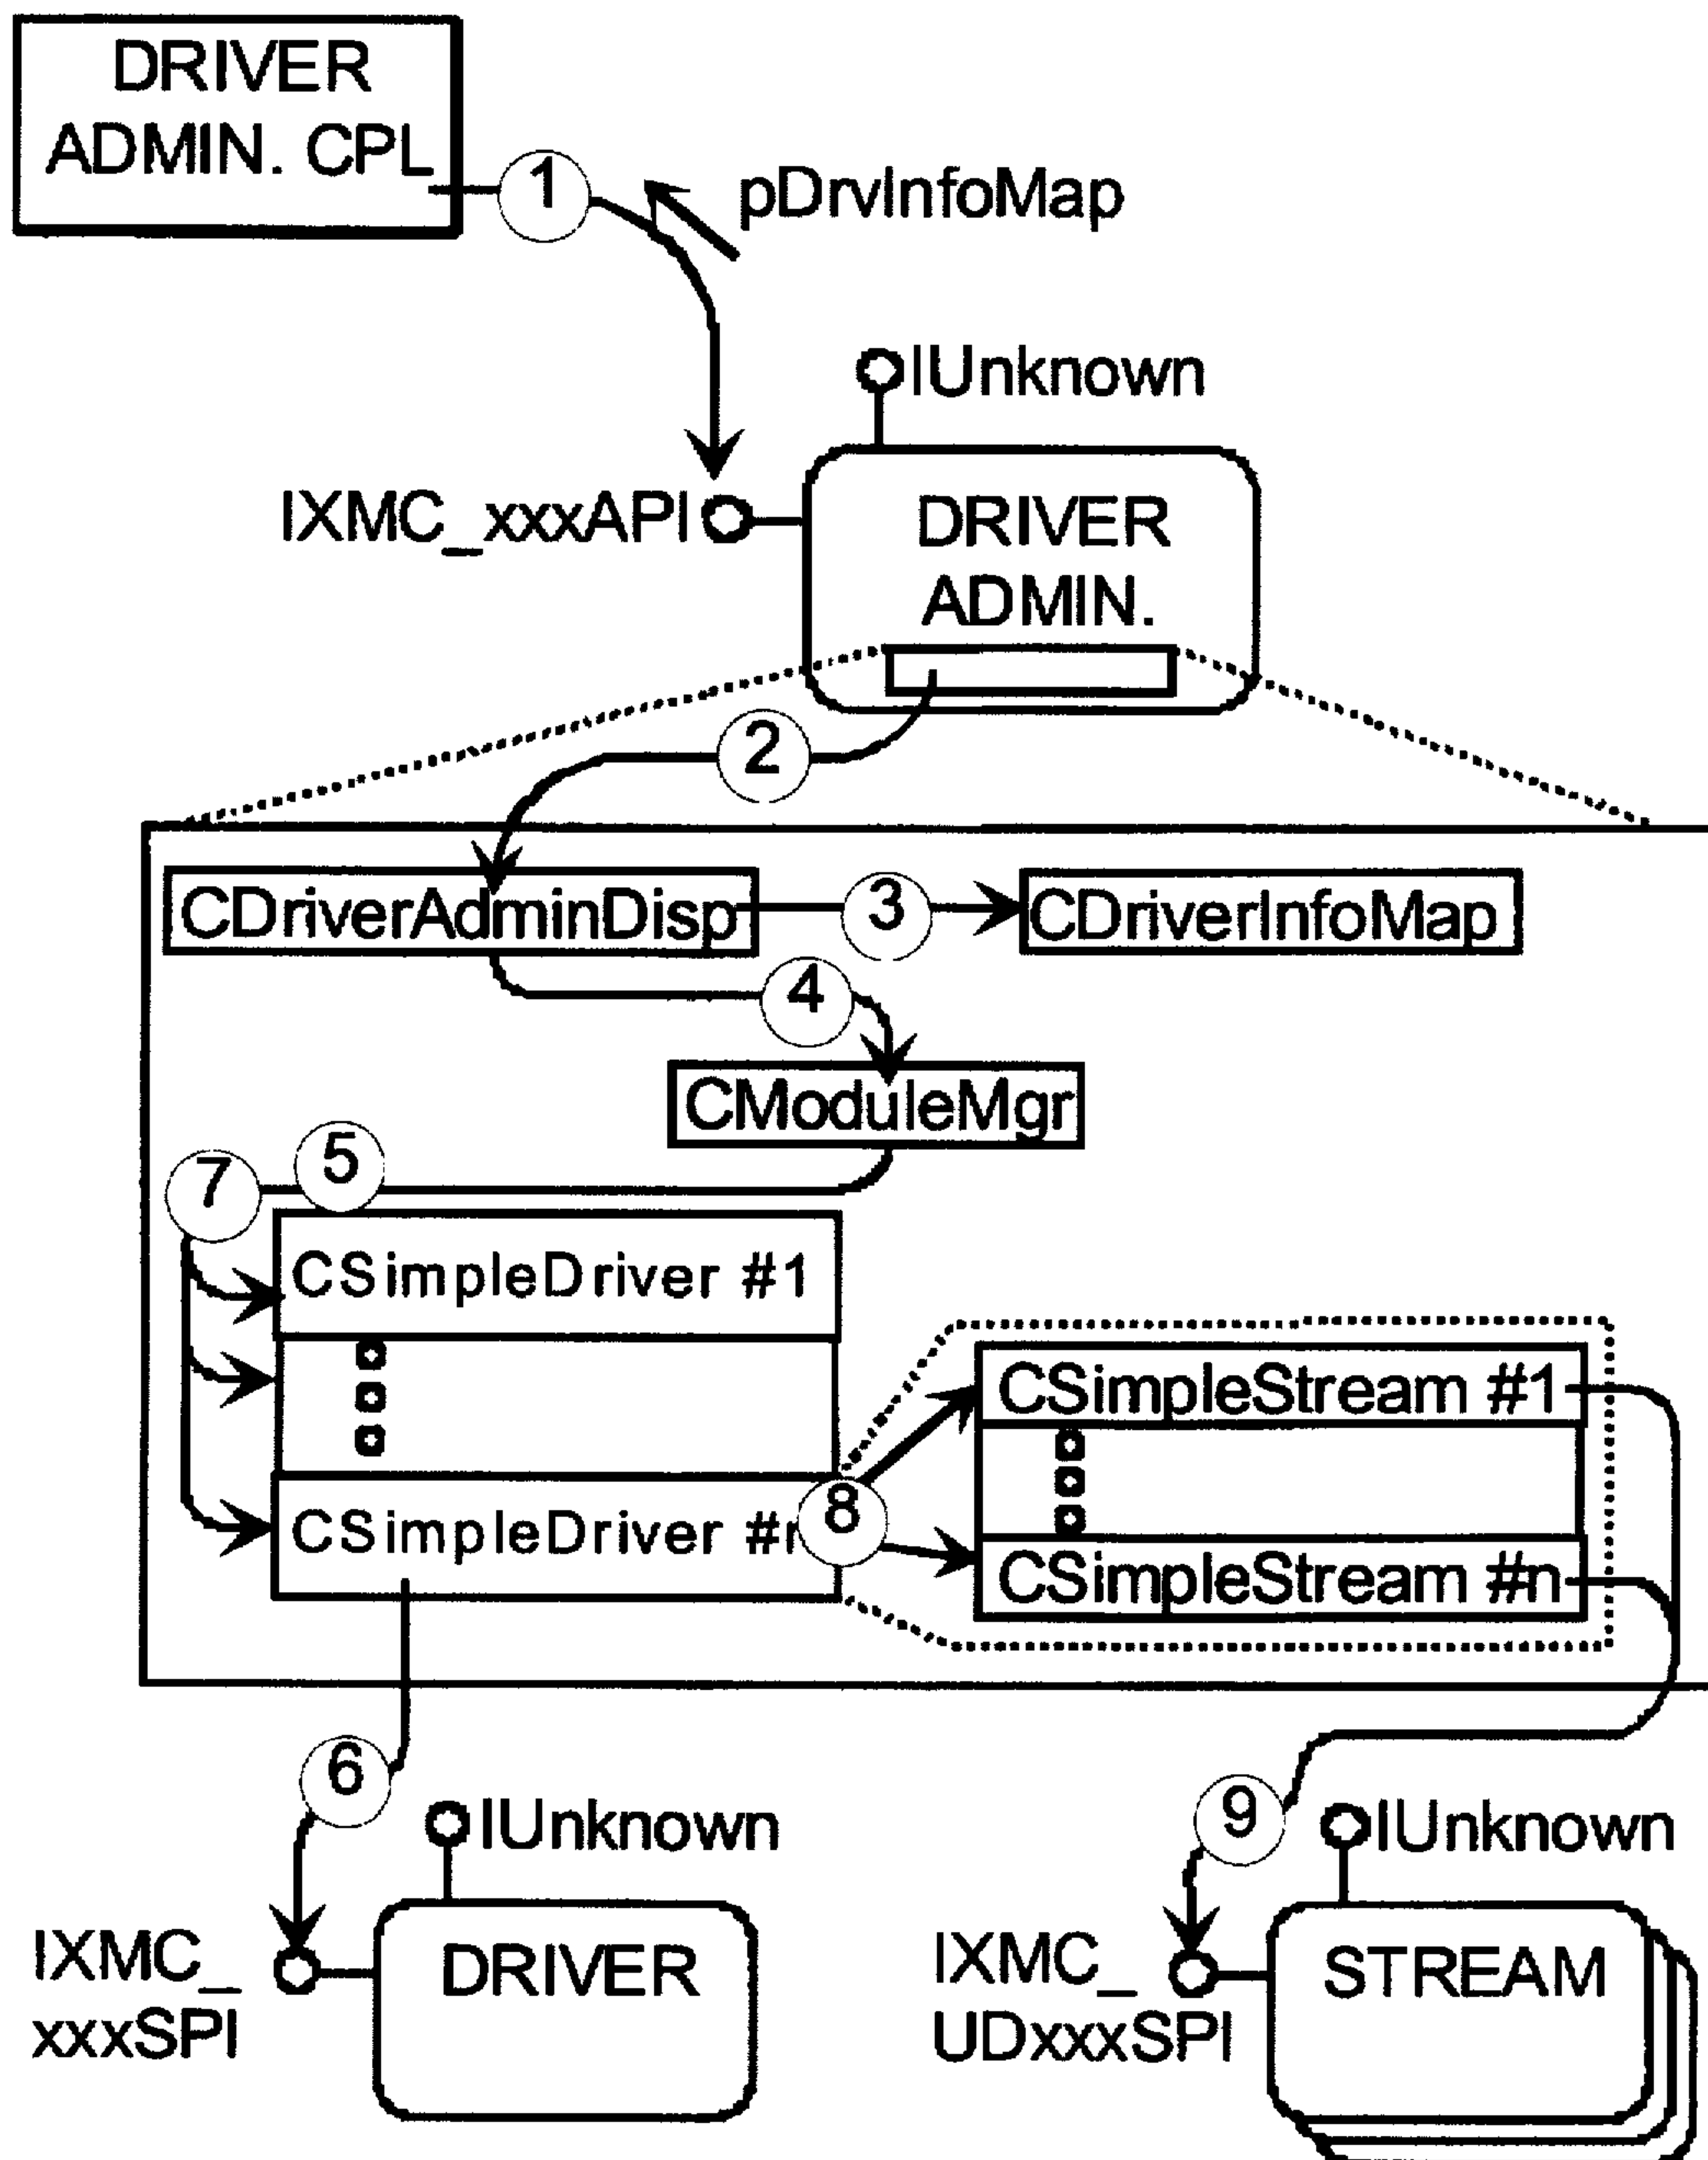 DRIVER
ADMIN. CPL
1
pDrvInfoMap
IUnknown
IXMC_xxxAPI
DRIVER
ADMIN.
2
CDriverAdminDisp
3
CDriverInfoMap
4
CModuleMgr
5
7
CSimpleDriver #1
CSimpleStream #1
8
CSimpleDriver #n
CSimpleStream #n
6
9
IUnknown
IUnknown
IXMC_
xxxSPI
DRIVER
IXMC_
UDxxxSPI
STREAM